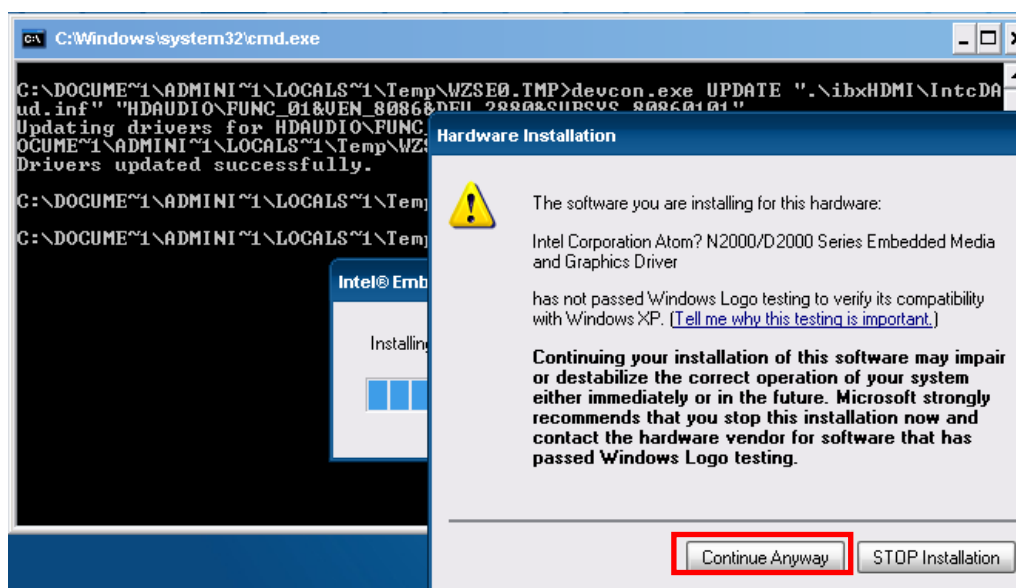 C:\Windows\system32\cmd.exe
C:\DOCUME~1\ADMINI~1\LOCALS~1\Temp\WZSE0.TMP>devcon.exe UPDATE ".\ibxHDMI\IntcDA
ud.inf" "HDAUDIO\FUNC_01&VEN_8086&DEV_2880&SUBSYS_80860101"
Updating drivers for HDAUDIO\FUNC_
OCUME~1\ADMINI~1\LOCALS~1\Temp\WZS
Drivers updated successfully.
C:\DOCUME~1\ADMINI~1\LOCALS~1\Tem
C:\DOCUME~1\ADMINI~1\LOCALS~1\Tem
Intel® Emb
Installin
Hardware Installation
The software you are installing for this hardware:
Intel Corporation Atom? N2000/D2000 Series Embedded Media
and Graphics Driver
has not passed Windows Logo testing to verify its compatibility
with Windows XP. (Tell me why this testing is important.)
Continuing your installation of this software may impair
or destabilize the correct operation of your system
either immediately or in the future. Microsoft strongly
recommends that you stop this installation now and
contact the hardware vendor for software that has
passed Windows Logo testing.
Continue Anyway
STOP Installation